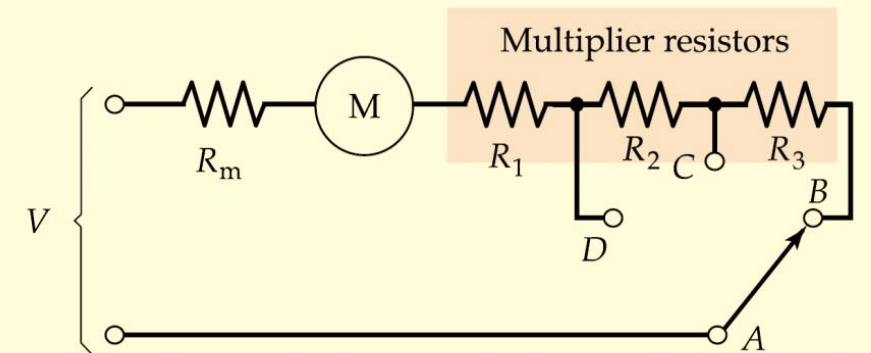 Multiplier resistors
M
R_m
R_1
R_2
C
R_3
V
D
B
A